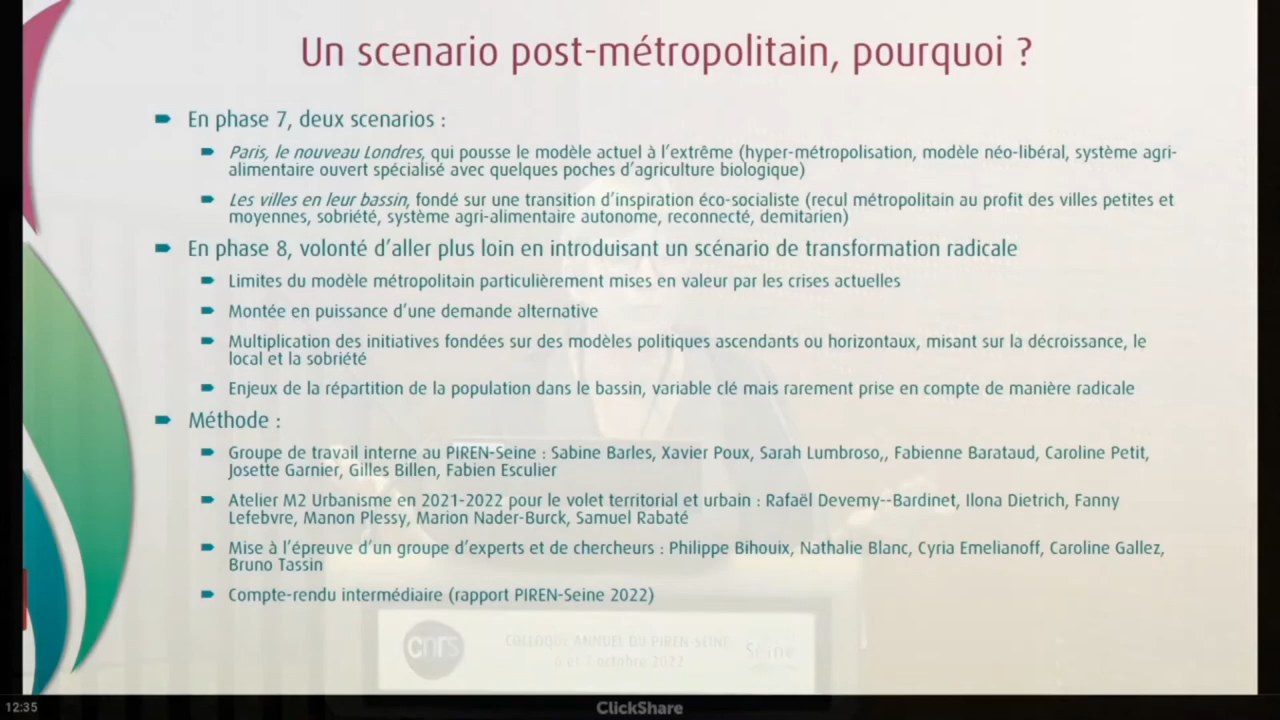 Un scenario post-métropolitain, pourquoi ?
En phase 7, deux scenarios :
Paris, le nouveau Londres, qui pousse le modèle actuel à l'extrême (hyper-métropolisation, modèle néo-libéral, système agri-
alimentaire ouvert spécialisé avec quelques poches d'agriculture biologique)
Les villes en leur bassin, fondé sur une transition d'inspiration éco-socialiste (recul métropolitain au profit des villes petites et
moyennes, sobriété, système agri-alimentaire autonome, reconnecté, demitarien)
En phase 8, volonté d'aller plus loin en introduisant un scénario de transformation radicale
Limites du modèle métropolitain particulièrement mises en valeur par les crises actuelles
Montée en puissance d'une demande alternative
Multiplication des initiatives fondées sur des modèles politiques ascendants ou horizontaux, misant sur la décroissance, le
local et la sobriété
Enjeux de la répartition de la population dans le bassin, variable clé mais rarement prise en compte de manière radicale
Méthode :
Groupe de travail interne au PIREN-Seine : Sabine Barles, Xavier Poux, Sarah Lumbroso,, Fabienne Barataud, Caroline Petit,
Josette Garnier, Gilles Billen, Fabien Esculier
Atelier M2 Urbanisme en 2021-2022 pour le volet territorial et urbain : Rafaël Devemy--Bardinet, Ilona Dietrich, Fanny
Lefebvre, Manon Plessy, Marion Nader-Burck, Samuel Rabaté
Mise à l'épreuve d'un groupe d'experts et de chercheurs : Philippe Bihouix, Nathalie Blanc, Cyria Emelianoff, Caroline Gallez,
Bruno Tassin
Compte-rendu intermédiaire (rapport PIREN-Seine 2022)
cnrs
COLLOQUE ANNUEL DU PIREN-SEINE
octobre 2022
Seine
12:35
ClickShare